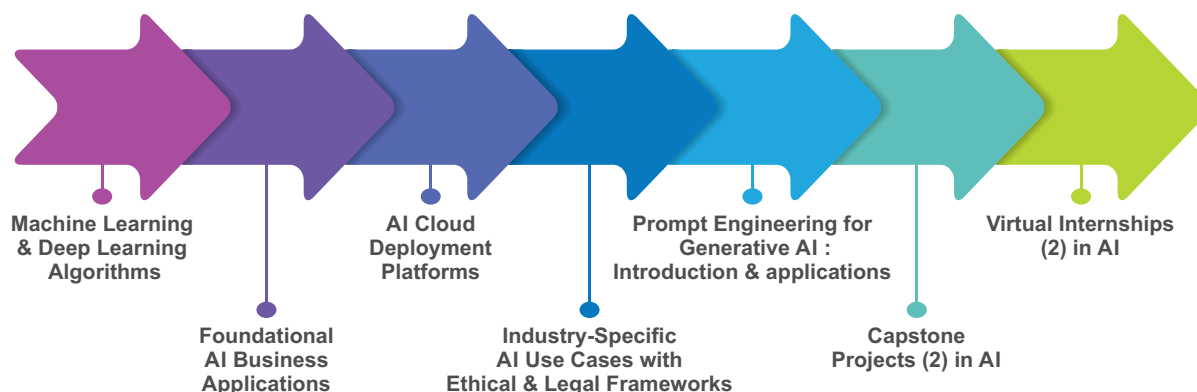 Machine Learning
& Deep Learning
Algorithms
Foundational
AI Business
Applications
AI Cloud
Deployment
Platforms
Industry-Specific
AI Use Cases with
Ethical & Legal Frameworks
Prompt Engineering for
Generative AI :
Introduction & applications
Capstone
Projects (2) in AI
Virtual Internships
(2) in AI